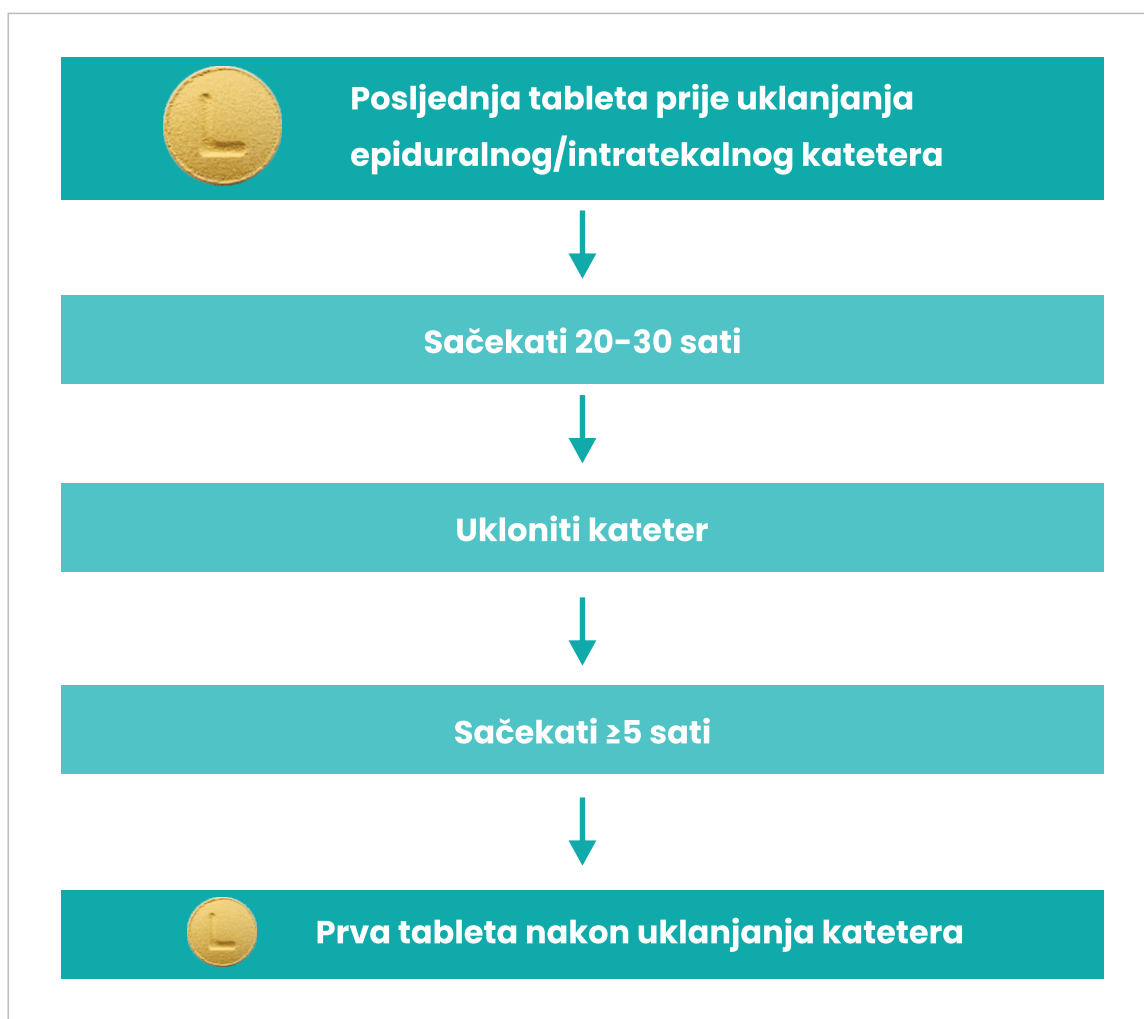 L
Posljednja tableta prije uklanjanja
epiduralnog/intratekalnog katetera
Sačekati 20-30 sati
Ukloniti kateter
Sačekati ≥5 sati
L
Prva tableta nakon uklanjanja katetera